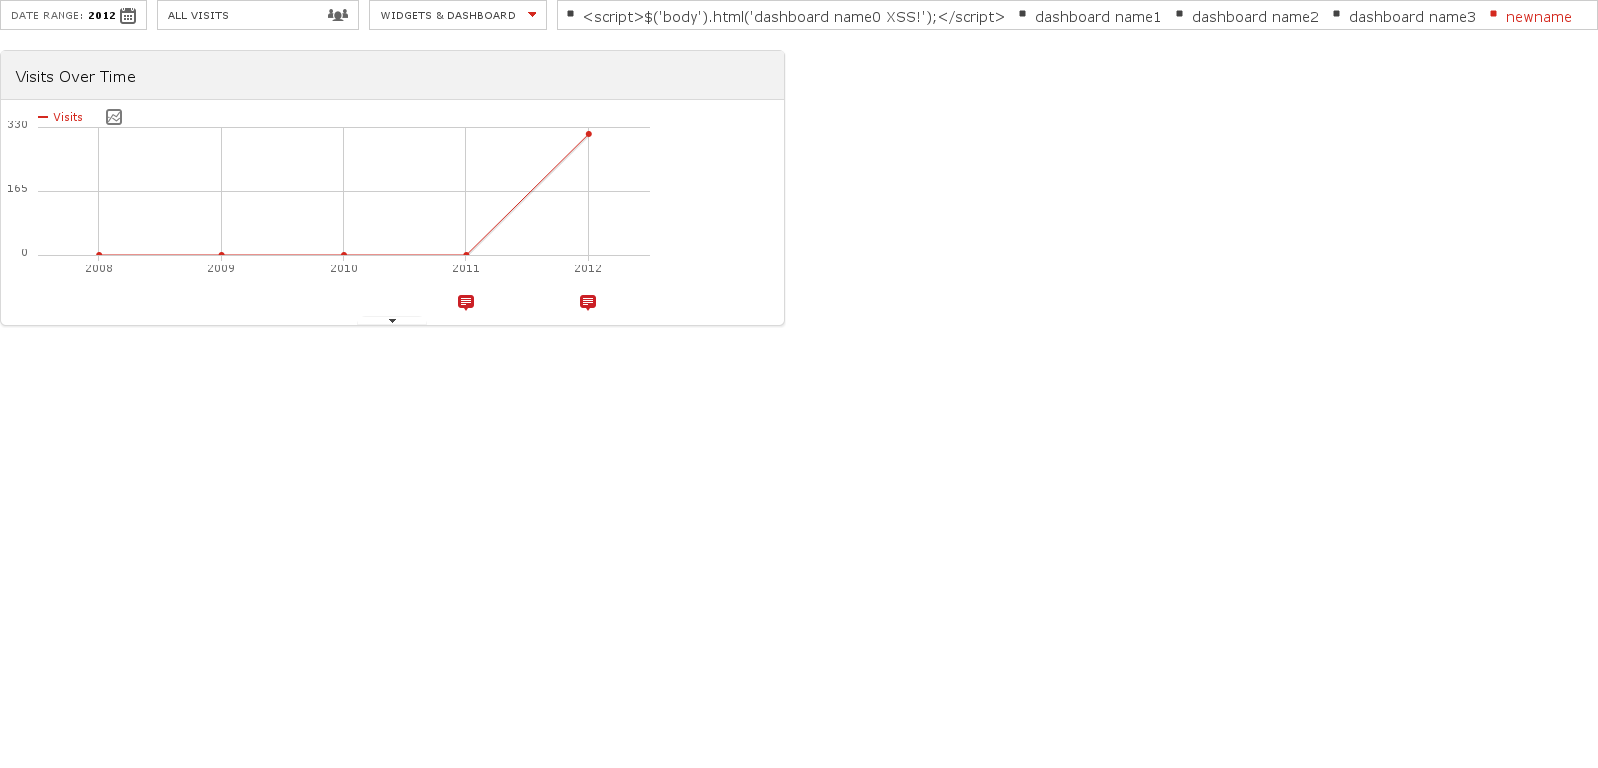 DATE RANGE: 2012 ALL VISITS WIDGETS & DASHBOARD <script>$('body').html('dashboard name0 XSS!');</script> dashboard name1 dashboard name2 dashboard name3 newname
Visits Over Time
Visits
330
165
0
2008 2009 2010 2011 2012